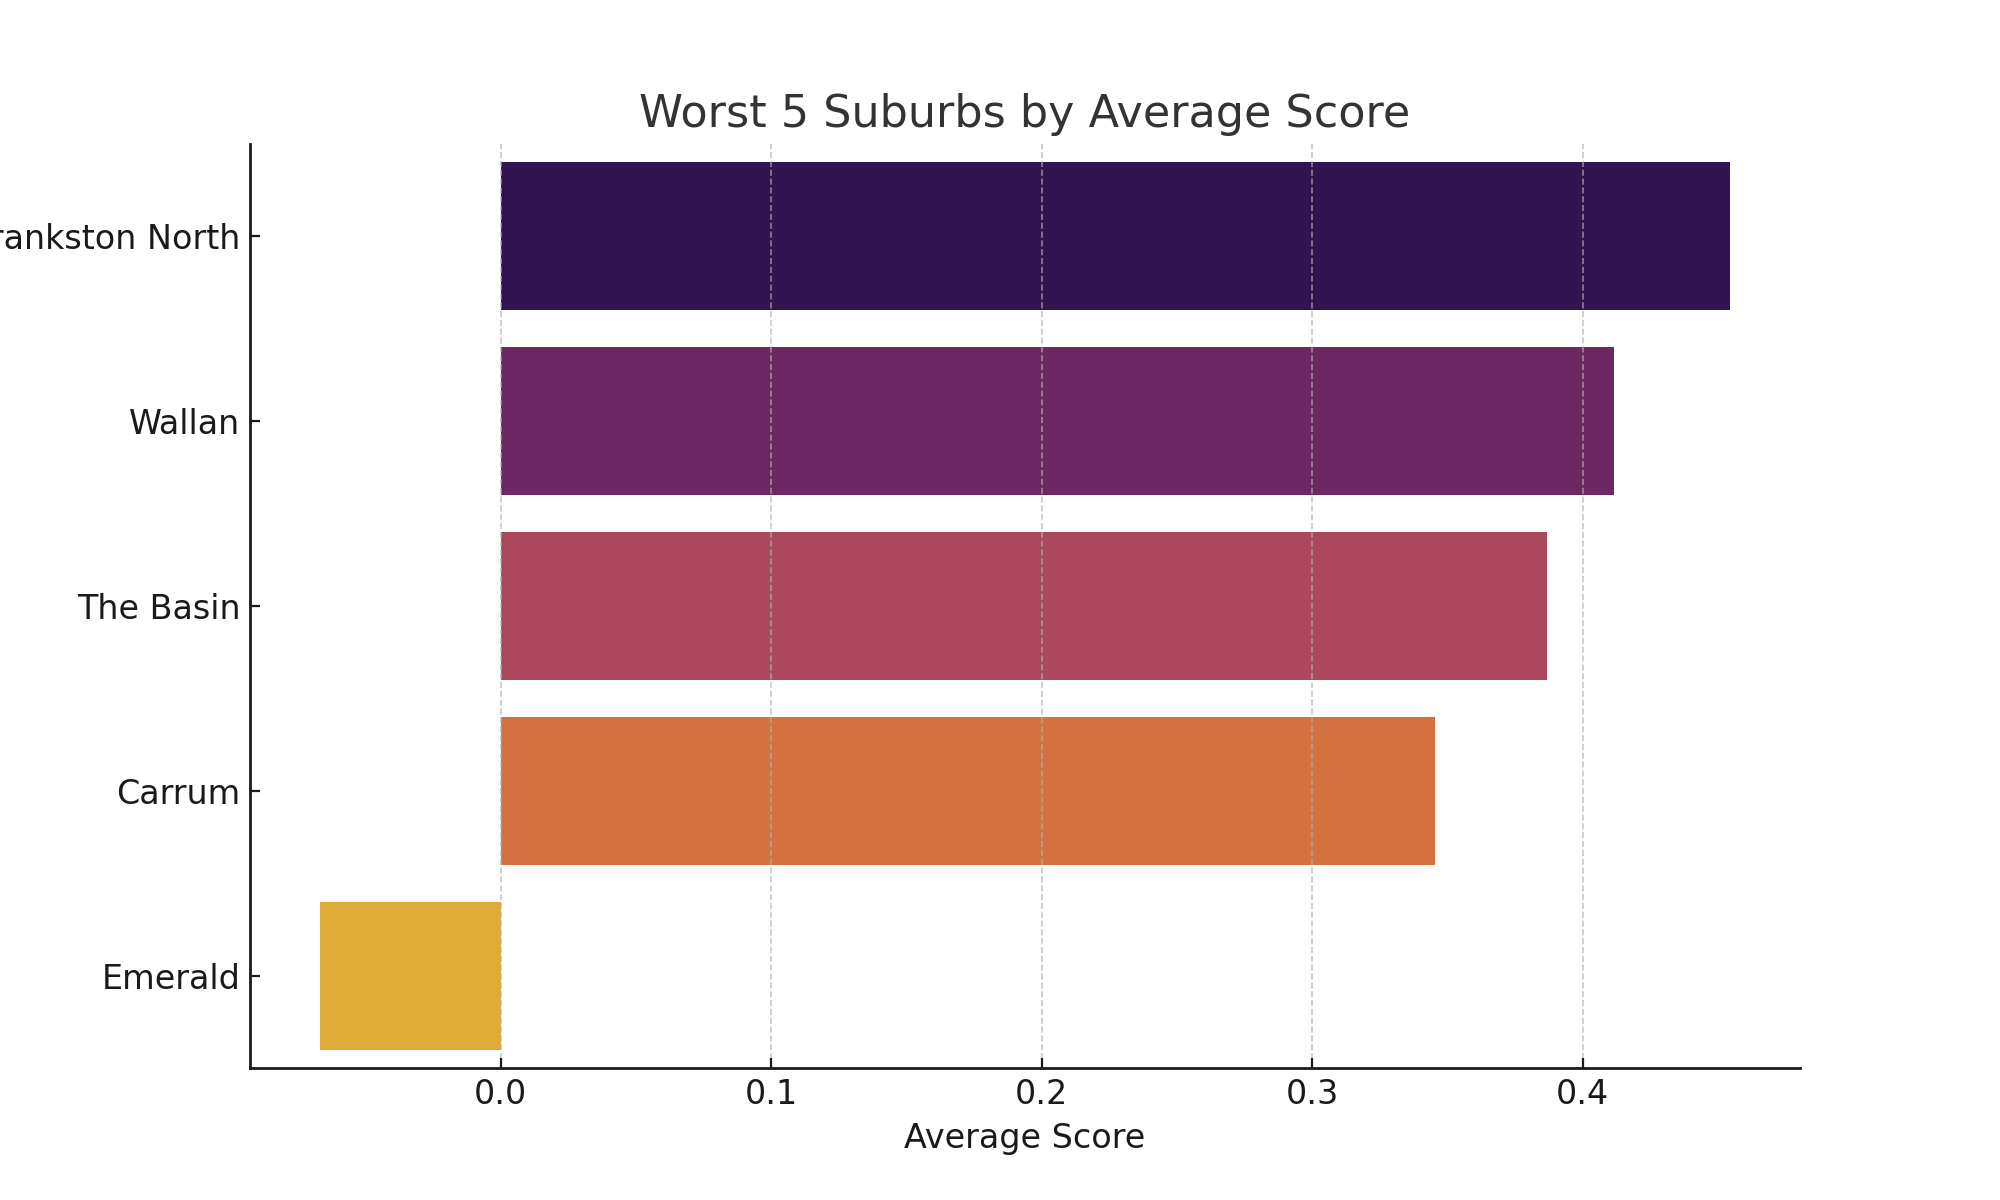 Worst 5 Suburbs by Average Score
rankston North
Wallan
The Basin
Carrum
Emerald
0.0 0.1 0.2 0.3 0.4
Average Score